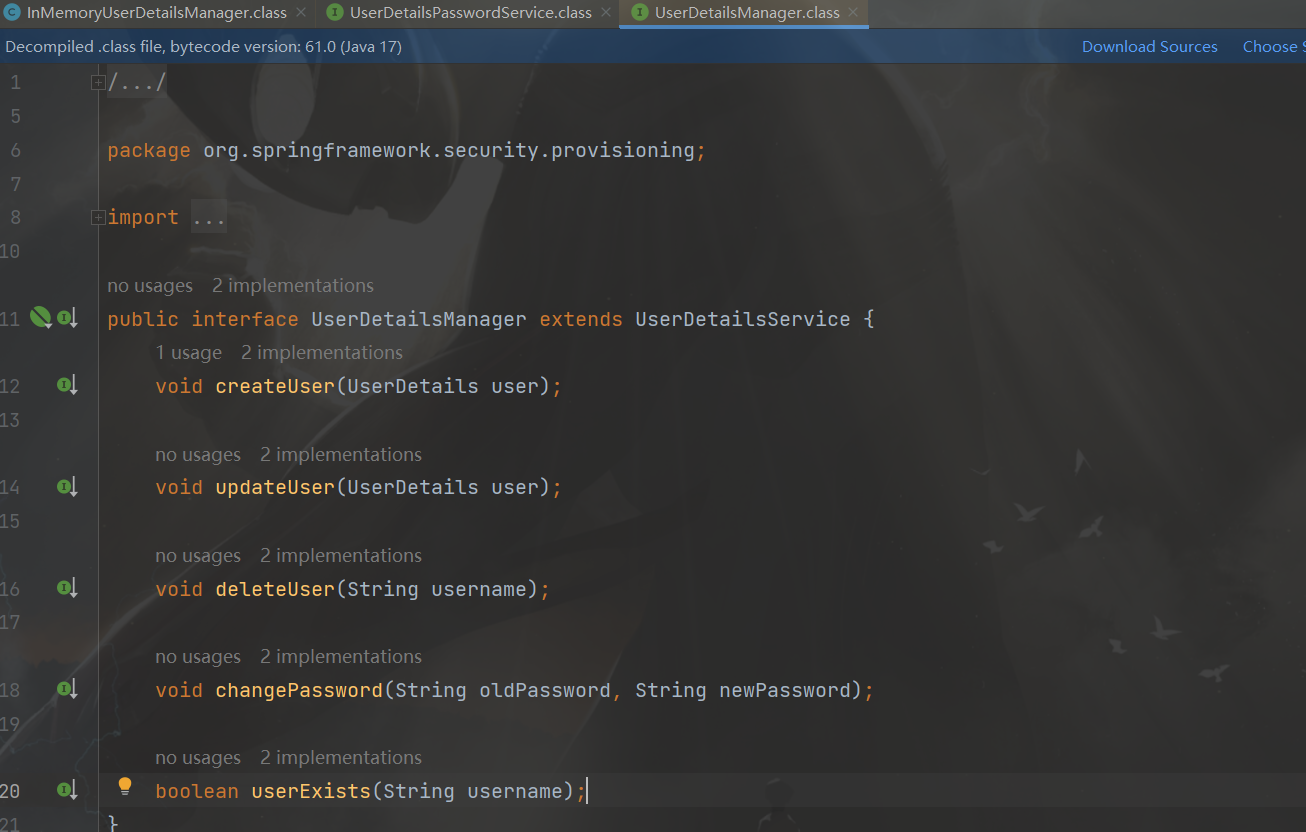 InMemoryUserDetailsManager.class UserDetailsPasswordService.class UserDetailsManager.class
Decompiled .class file, bytecode version: 61.0 (Java 17) Download Sources Choose S
1 /.../
5
6 package org.springframework.security.provisioning;
7
8 import ...
10
no usages 2 implementations
11 public interface UserDetailsManager extends UserDetailsService {
1 usage 2 implementations
12 void createUser(UserDetails user);
13
no usages 2 implementations
14 void updateUser(UserDetails user);
15
no usages 2 implementations
16 void deleteUser(String username);
17
no usages 2 implementations
18 void changePassword(String oldPassword, String newPassword);
19
no usages 2 implementations
20 boolean userExists(String username);
21 }